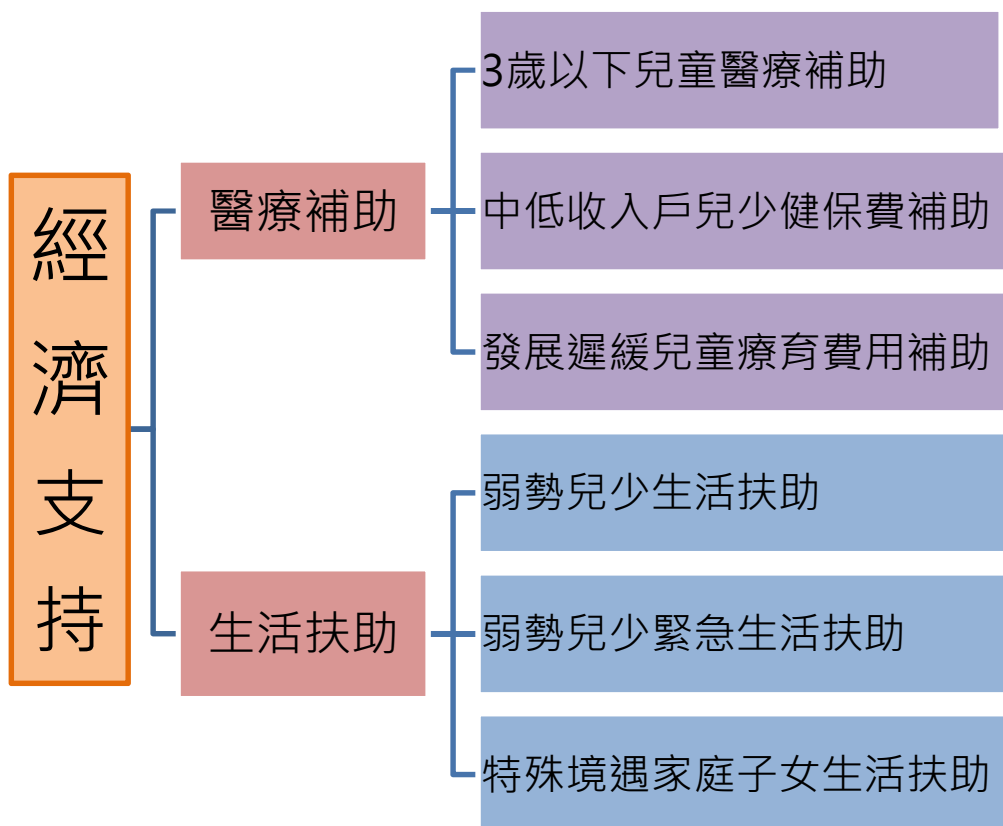 經濟支持
醫療補助
3歲以下兒童醫療補助
中低收入戶兒少健保費補助
發展遲緩兒童療育費用補助
生活扶助
弱勢兒少生活扶助
弱勢兒少緊急生活扶助
特殊境遇家庭子女生活扶助